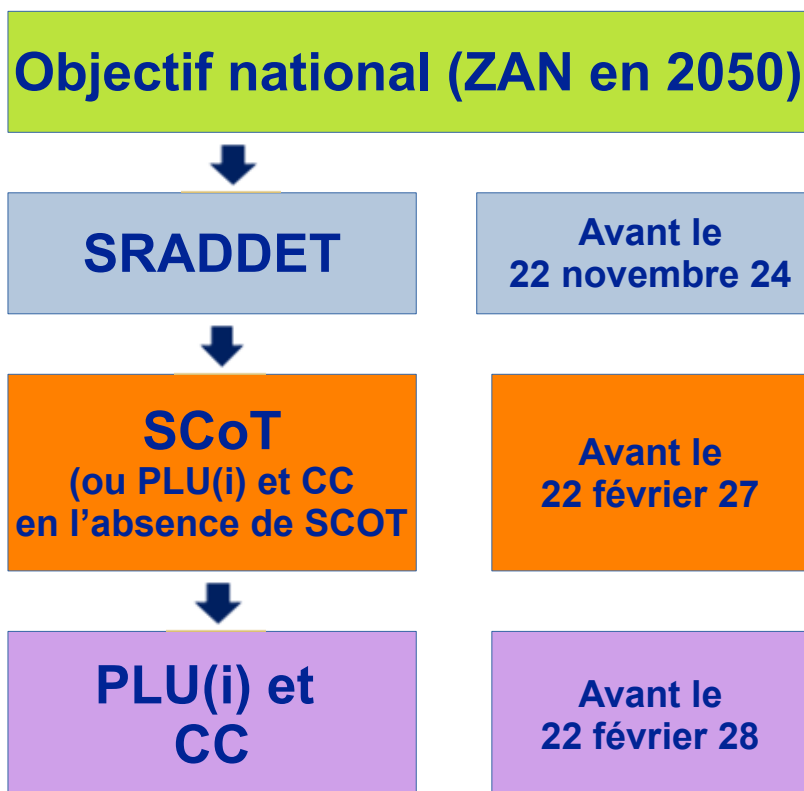 Objectif national (ZAN en 2050)
SRADDET
Avant le
22 novembre 24
SCoT
(ou PLU(i) et CC
en l’absence de SCOT
Avant le
22 février 27
PLU(i) et
CC
Avant le
22 février 28